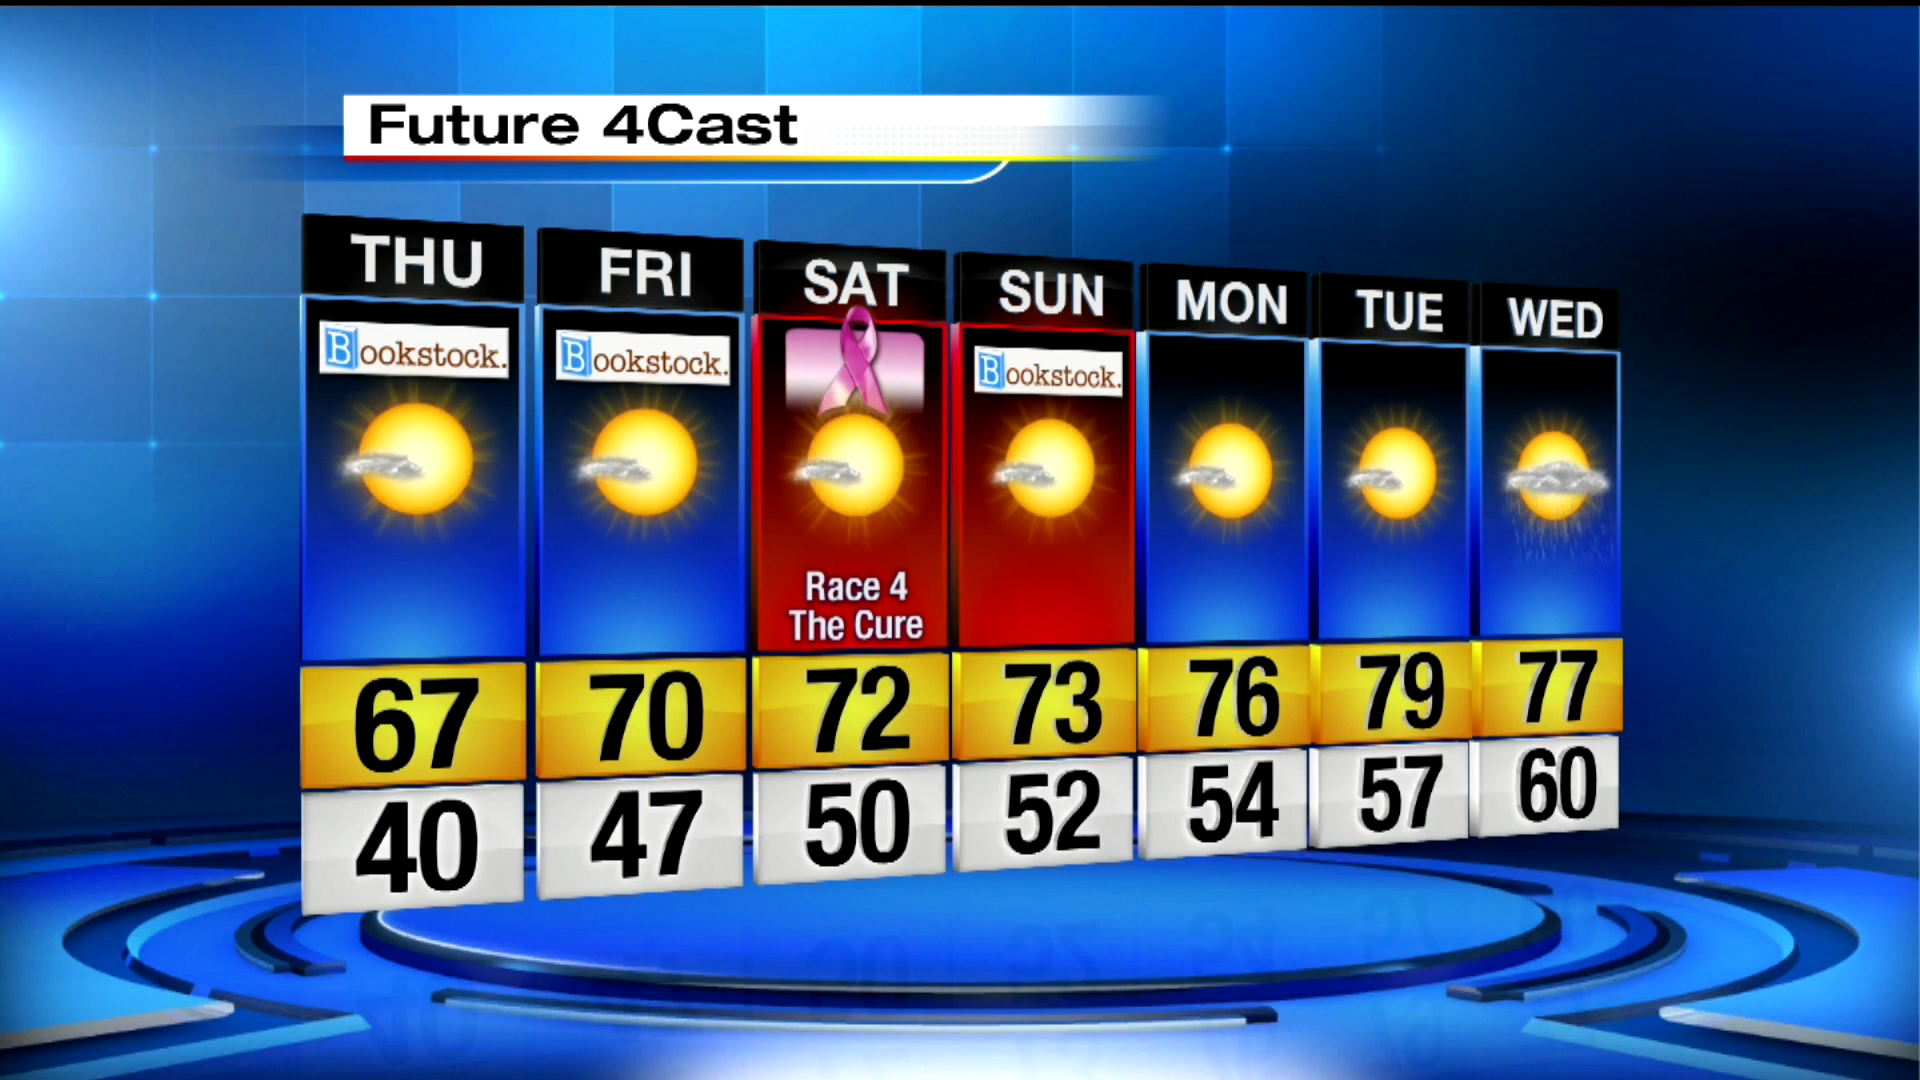 Future 4Cast
THU FRI SAT SUN MON TUE WED
Bookstock. Bookstock. Bookstock.
Race 4
The Cure
67 70 72 73 76 79 77
40 47 50 52 54 57 60